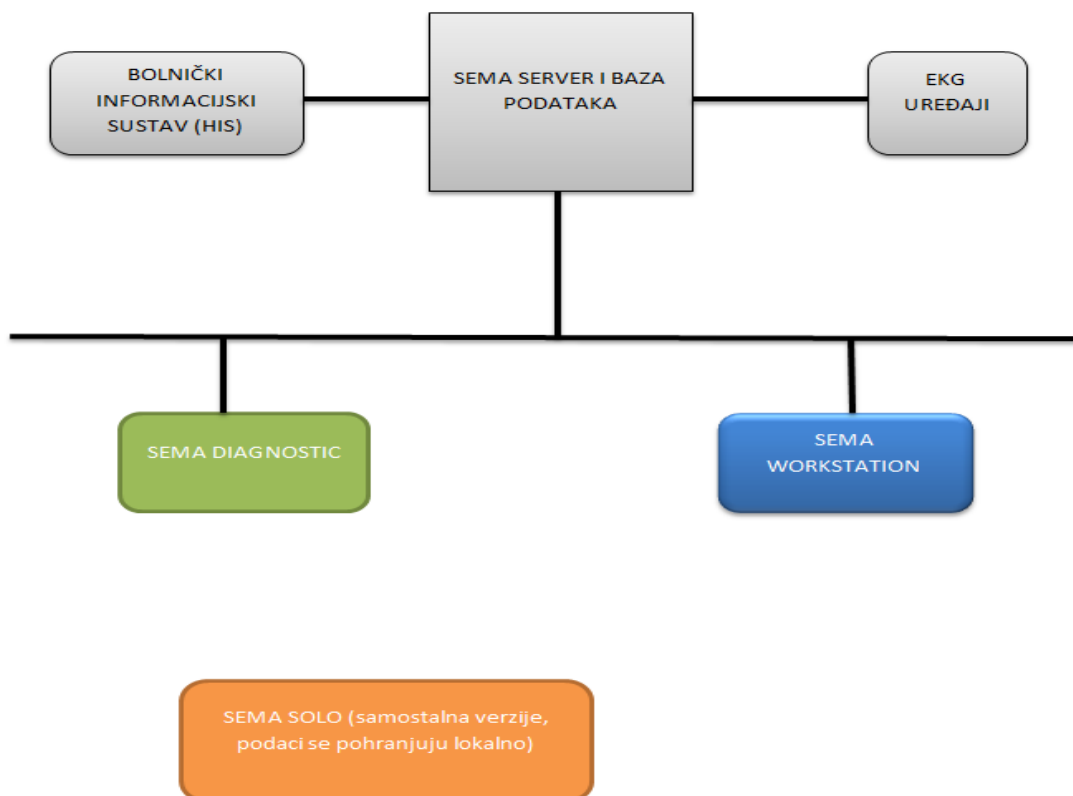 BOLNIČKI
INFORMACIJSKI
SUSTAV (HIS)
SEMA SERVER I BAZA
PODATAKA
EKG
UREĐAJI
SEMA DIAGNOSTIC
SEMA
WORKSTATION
SEMA SOLO (samostalna verzije,
podaci se pohranjuju lokalno)